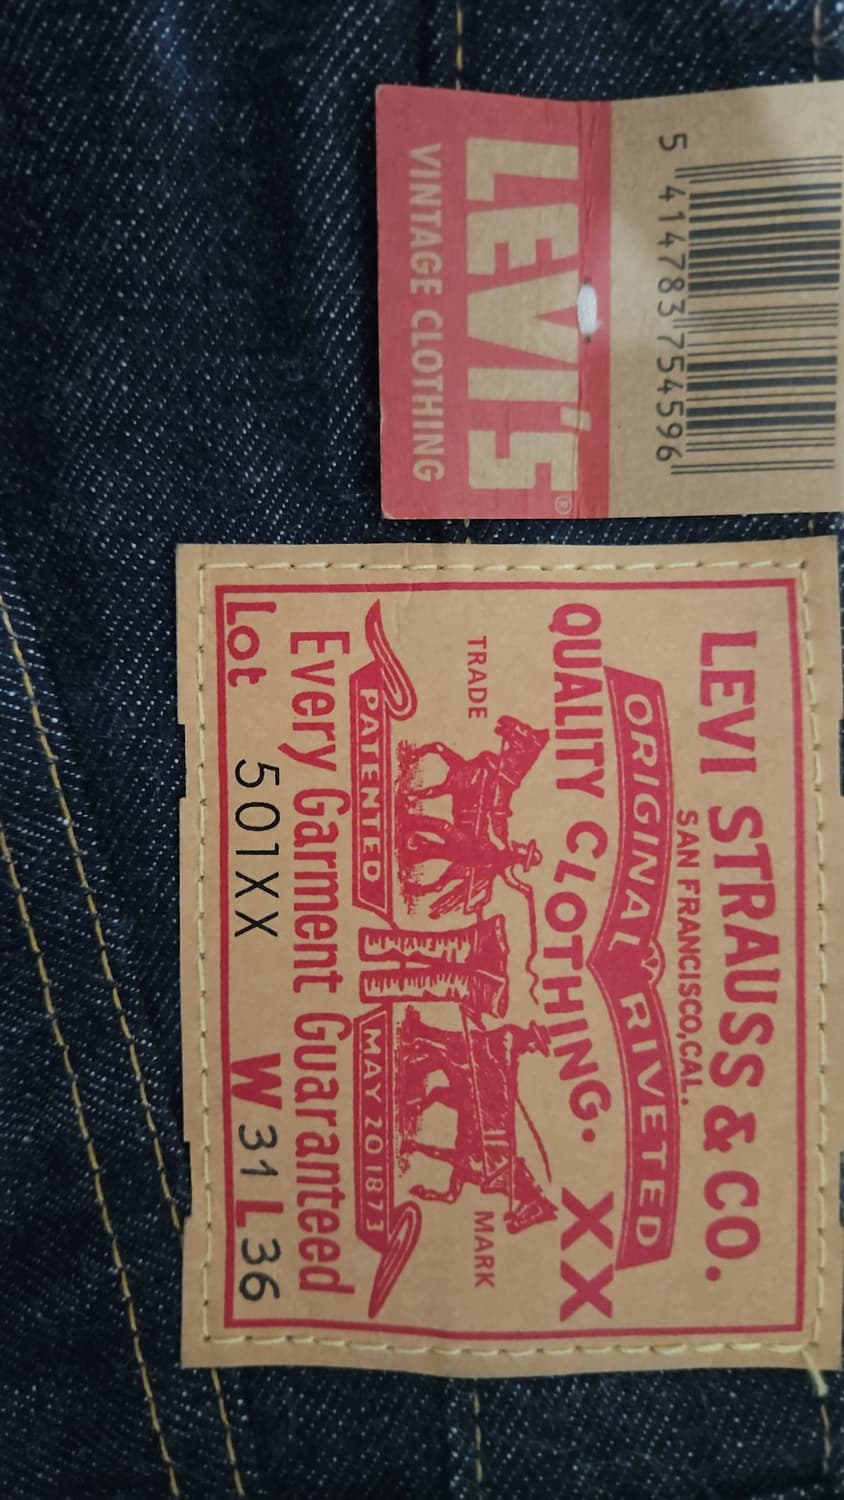 LEVI'S®
VINTAGE CLOTHING
5 414783 754596
LEVI STRAUSS & CO.
SAN FRANCISCO, CAL.
ORIGINAL RIVETED
QUALITY CLOTHING. XX
TRADE MARK
PATENTED MAY 20 1873
Every Garment Guaranteed
Lot 501XX W 31 L 36